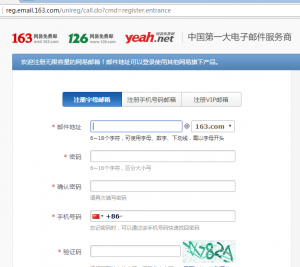 reg.email.163.com/unireg/call.do?cmd=register.entrance
163 网易免费邮 126 网易免费邮 yeah.net 中国第一大电子邮件服务商
欢迎注册无限容量的网易邮箱！邮件地址可以登录使用其他网易旗下产品。
注册字母邮箱 注册手机号码邮箱 注册VIP邮箱
* 邮件地址 @ 163.com
6~18个字符，可使用字母、数字、下划线，需以字母开头
* 密码
6~16个字符，区分大小写
* 确认密码
请再次填写密码
* 手机号码 +86-
忘记密码时，可以通过该手机号码快速找回密码
* 验证码